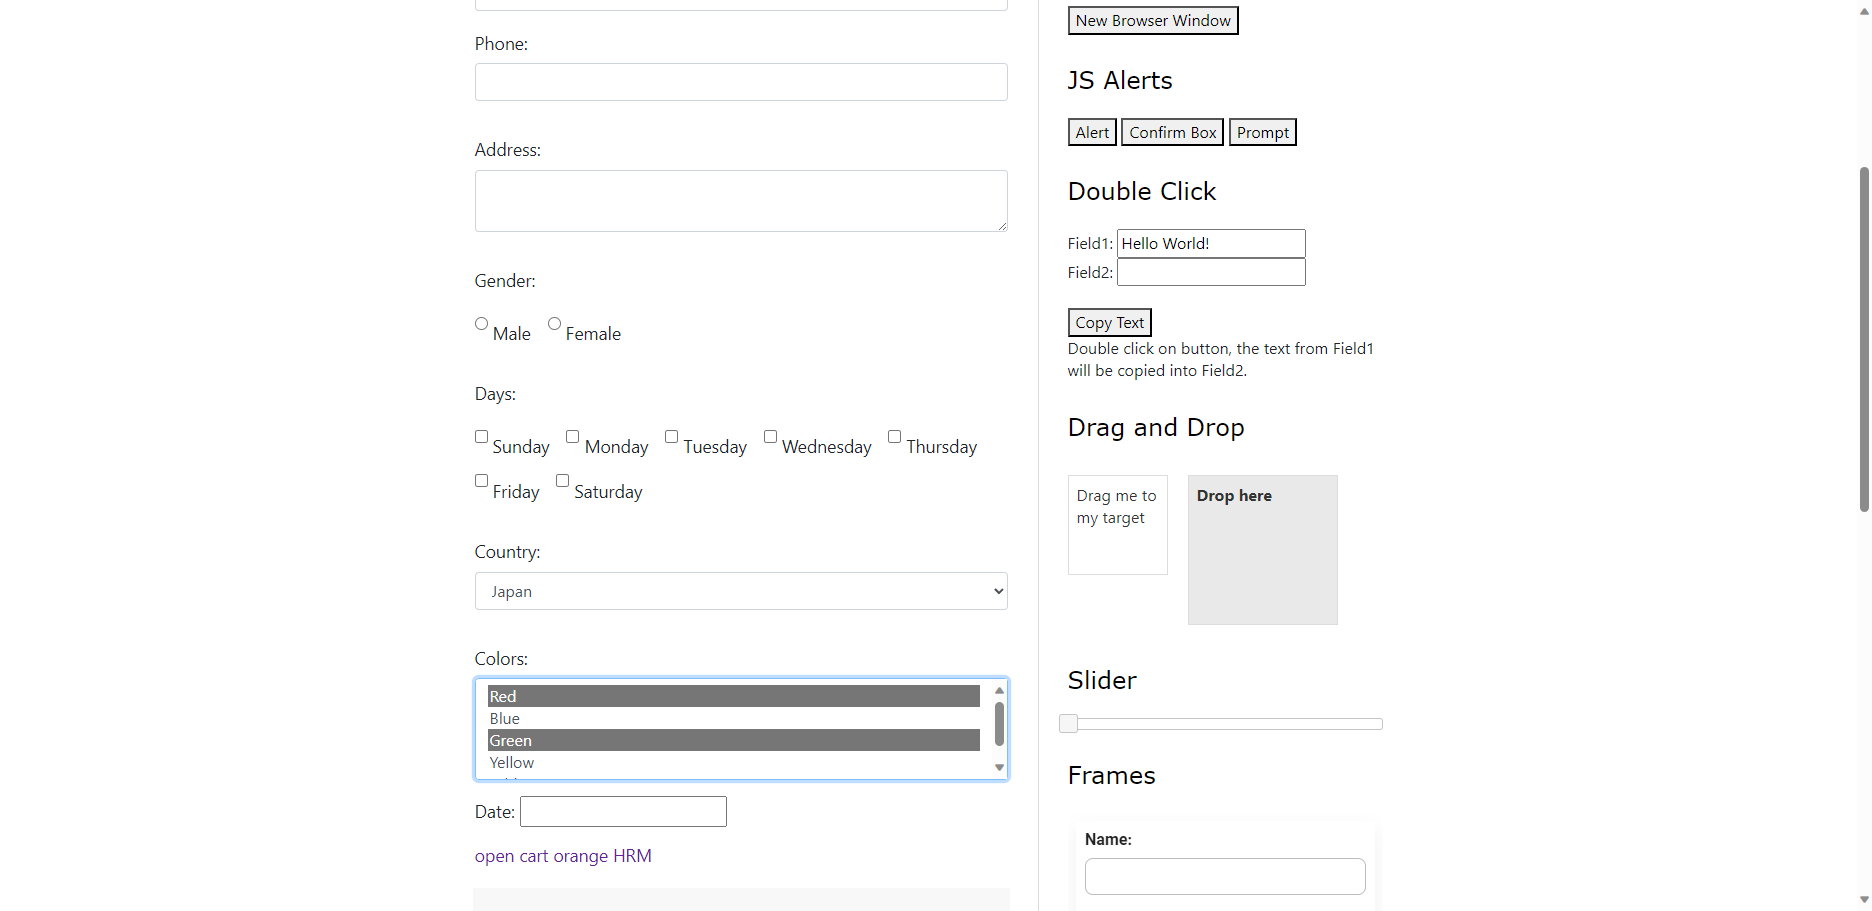 Phone:
Address:
Gender:
Male Female
Days:
Sunday Monday Tuesday Wednesday Thursday
Friday Saturday
Country:
Japan
Colors:
Red
Blue
Green
Yellow
Date:
open cart orange HRM
New Browser Window
JS Alerts
Alert Confirm Box Prompt
Double Click
Field1: Hello World!
Field2:
Copy Text
Double click on button, the text from Field1
will be copied into Field2.
Drag and Drop
Drag me to
my target
Drop here
Slider
Frames
Name: